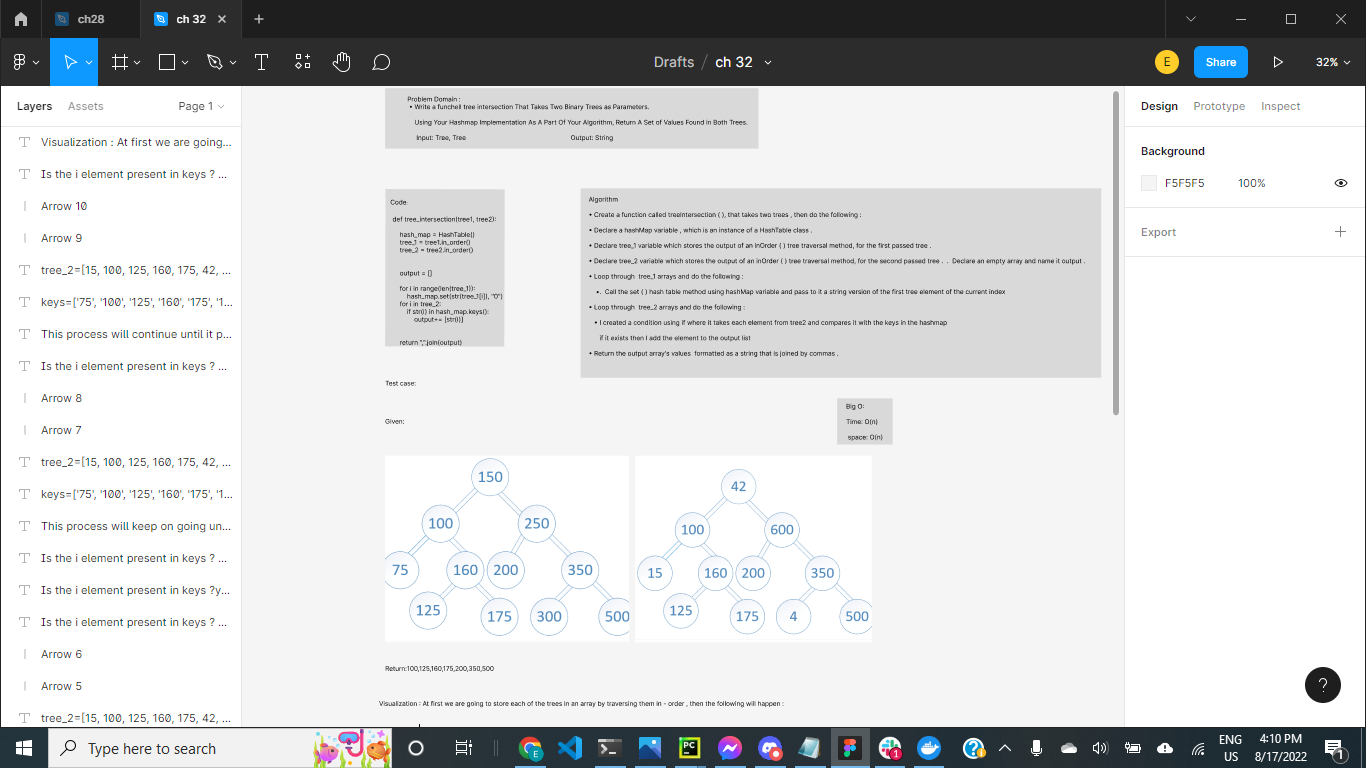 ch28
ch 32
Drafts / ch 32
E
Share
32%
Layers
Assets
Page 1
Visualization : At first we are going...
Is the i element present in keys ? ...
Arrow 10
Arrow 9
tree_2=[15, 100, 125, 160, 175, 42, ...
keys=['75', '100', '125', '160', '175', '1...
This process will continue until it p...
Is the i element present in keys ? ...
Arrow 8
Arrow 7
tree_2=[15, 100, 125, 160, 175, 42, ...
keys=['75', '100', '125', '160', '175', '1...
This process will keep on going un...
Is the i element present in keys ? ...
Is the i element present in keys ?y...
Is the i element present in keys ? ...
Arrow 6
Arrow 5
tree_2=[15, 100, 125, 160, 175, 42, ...
Problem Domain :
• Write a funchell tree intersection That Takes Two Binary Trees as Parameters.
Using Your Hashmap Implementation As A Part Of Your Algorithm, Return A Set of Values Found in Both Trees.
Input: Tree, Tree
Output: String
Code:
def tree_intersection(tree1, tree2):
hash_map = HashTable()
tree_1 = tree1.in_order()
tree_2 = tree2.in_order()
output = []
for i in range(len(tree_1)):
hash_map.set(str(tree_1[i]), "0")
for i in tree_2:
if str(i) in hash_map.keys():
output+= [str(i)]
return ",".join(output)
Algorithm
• Create a function called treeIntersection ( ), that takes two trees , then do the following :
• Declare a hashMap variable , which is an instance of a HashTable class .
• Declare tree_1 variable which stores the output of an inOrder ( ) tree traversal method, for the first passed tree .
• Declare tree_2 variable which stores the output of an inOrder ( ) tree traversal method, for the second passed tree . . Declare an empty array and name it output .
• Loop through tree_1 arrays and do the following :
•. Call the set ( ) hash table method using hashMap variable and pass to it a string version of the first tree element of the current index
• Loop through tree_2 arrays and do the following :
• I created a condition using if where it takes each element from tree2 and compares it with the keys in the hashmap
if it exists then I add the element to the output list
• Return the output array's values formatted as a string that is joined by commas .
Test case:
Big O:
Time: O(n)
space: O(n)
Given:
150
100
250
75
160
200
350
125
175
300
500
42
100
600
15
160
200
350
125
175
4
500
Return:100,125,160,175,200,350,500
Visualization : At first we are going to store each of the trees in an array by traversing them in - order , then the following will happen :
Design
Prototype
Inspect
Background
F5F5F5
100%
Export
?
Type here to search
ENG
US
4:10 PM
8/17/2022
1